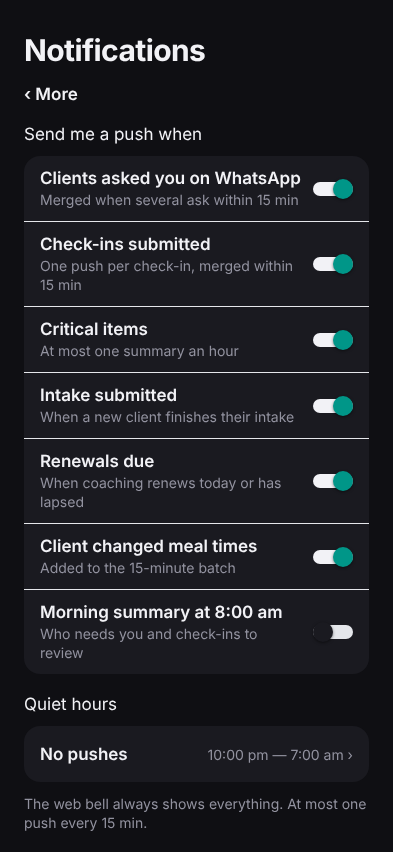 Notifications
‹ More
Send me a push when
Clients asked you on WhatsApp
Merged when several ask within 15 min
Check-ins submitted
One push per check-in, merged within
15 min
Critical items
At most one summary an hour
Intake submitted
When a new client finishes their intake
Renewals due
When coaching renews today or has
lapsed
Client changed meal times
Added to the 15-minute batch
Morning summary at 8:00 am
Who needs you and check-ins to
review
Quiet hours
No pushes 10:00 pm — 7:00 am ›
The web bell always shows everything. At most one
push every 15 min.